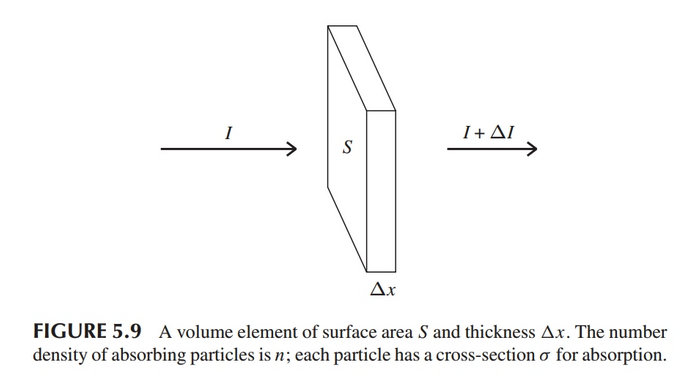 I
S
I + ΔI
Δx
FIGURE 5.9 A volume element of surface area S and thickness Δx. The number
density of absorbing particles is n; each particle has a cross-section σ for absorption.